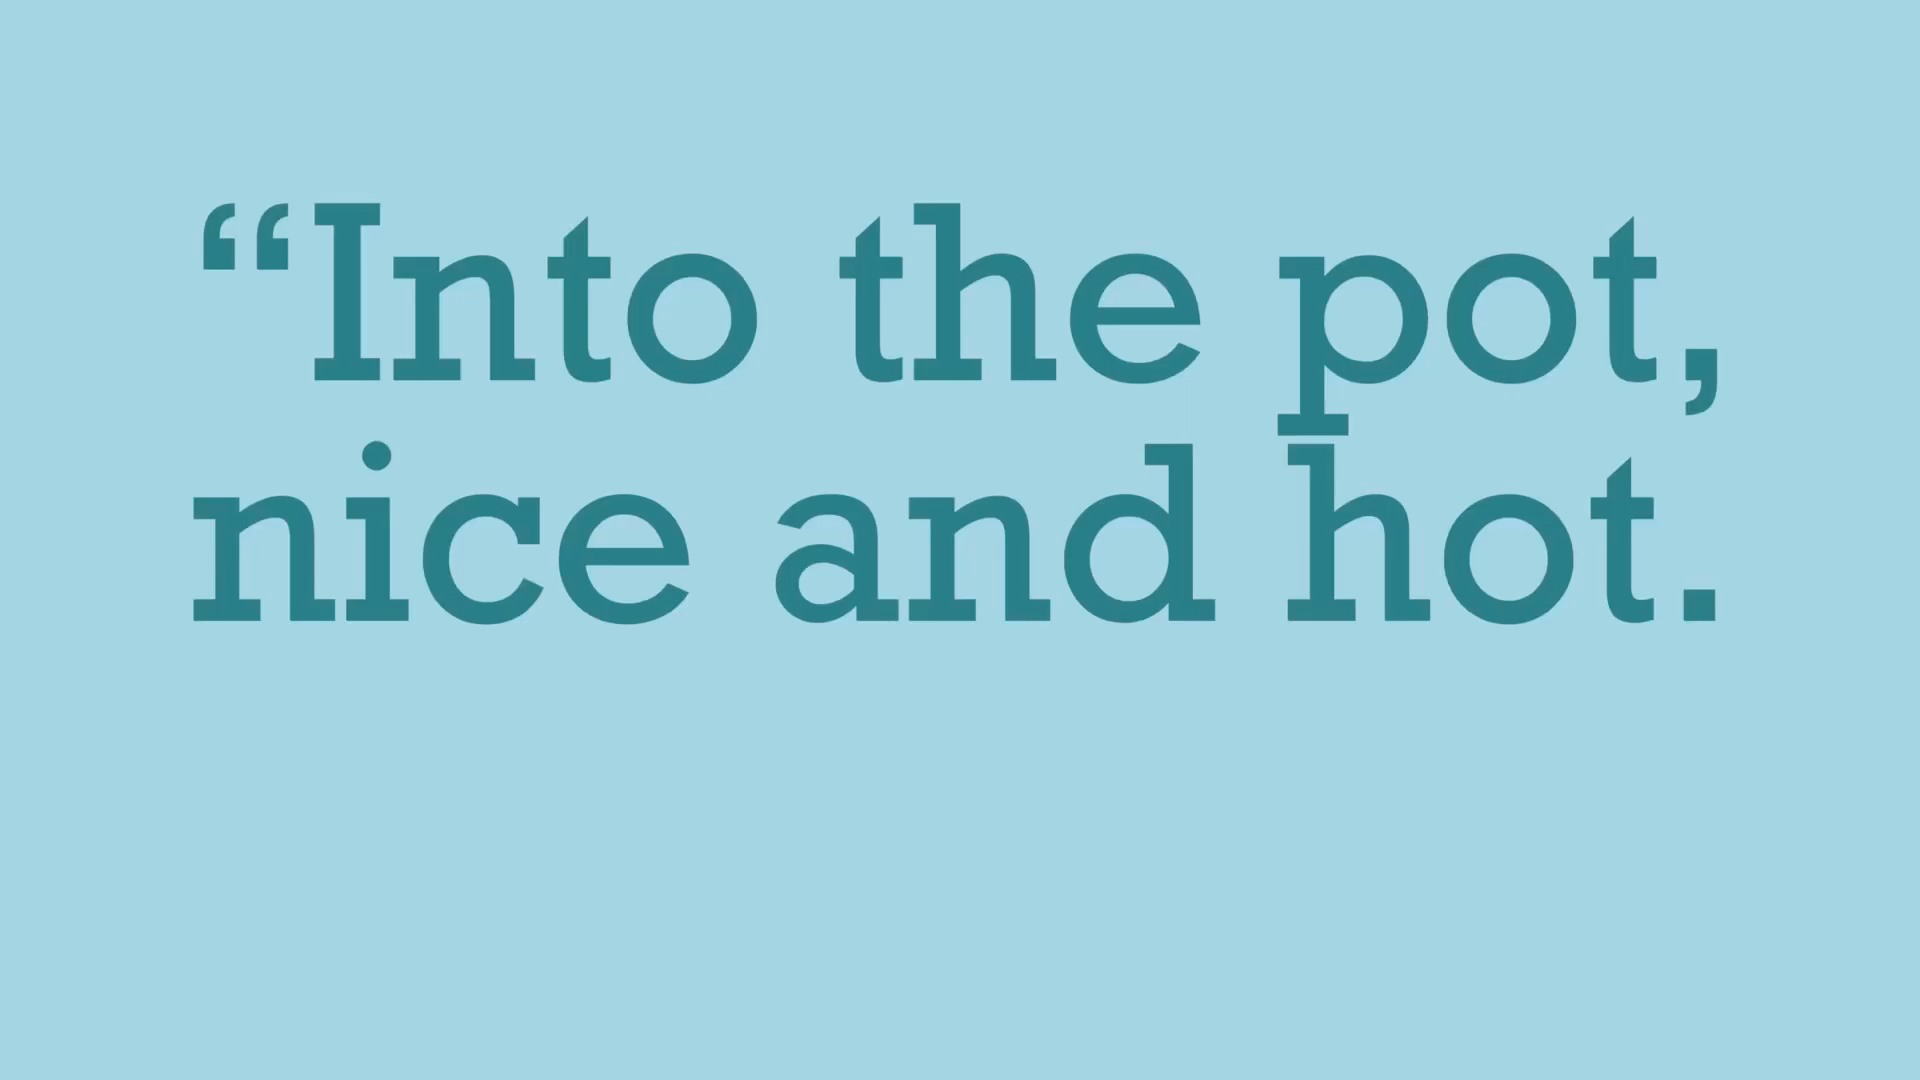 “Into the pot,
nice and hot.